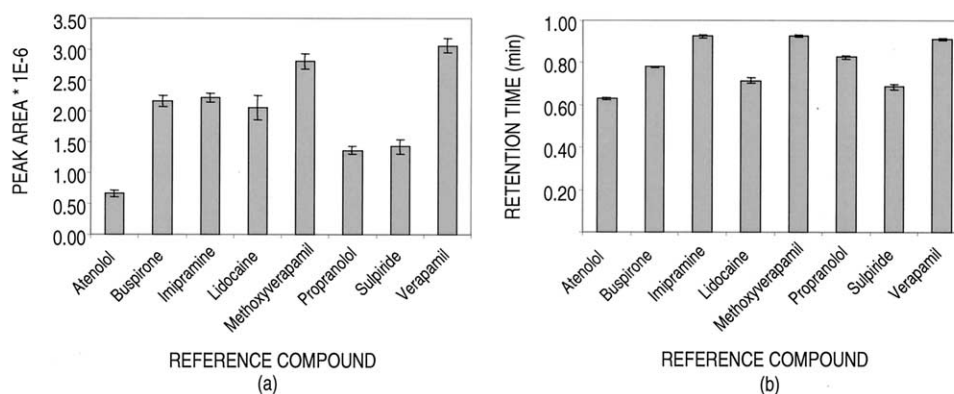 PEAK AREA * 1E-6
3.50
3.00
2.50
2.00
1.50
1.00
0.50
0.00
Atenolol
Buspirone
Imipramine
Lidocaine
Methoxyverapamil
Propranolol
Sulpiride
Verapamil
REFERENCE COMPOUND
(a)
RETENTION TIME (min)
1.00
0.80
0.60
0.40
0.20
Atenolol
Buspirone
Imipramine
Lidocaine
Methoxyverapamil
Propranolol
Sulpiride
Verapamil
REFERENCE COMPOUND
(b)